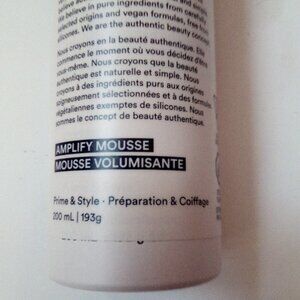 We believe in pure ingredients from carefully
selected origins and vegan formulas, free from
silicones. We are the authentic beauty concept
Nous croyons en la beauté authentique. Elle
commence le moment où vous décidez d'être
vous-même. Nous croyons que la beauté
authentique est naturelle et simple. Nous
croyons à des ingrédients purs aux origines
soigneusement sélectionnées et à des formules
végétaliennes exemptes de silicones. Nous
sommes le concept de beauté authentique.
AMPLIFY MOUSSE
MOUSSE VOLUMISANTE
Prime & Style · Préparation & Coiffage
200 mL | 193g